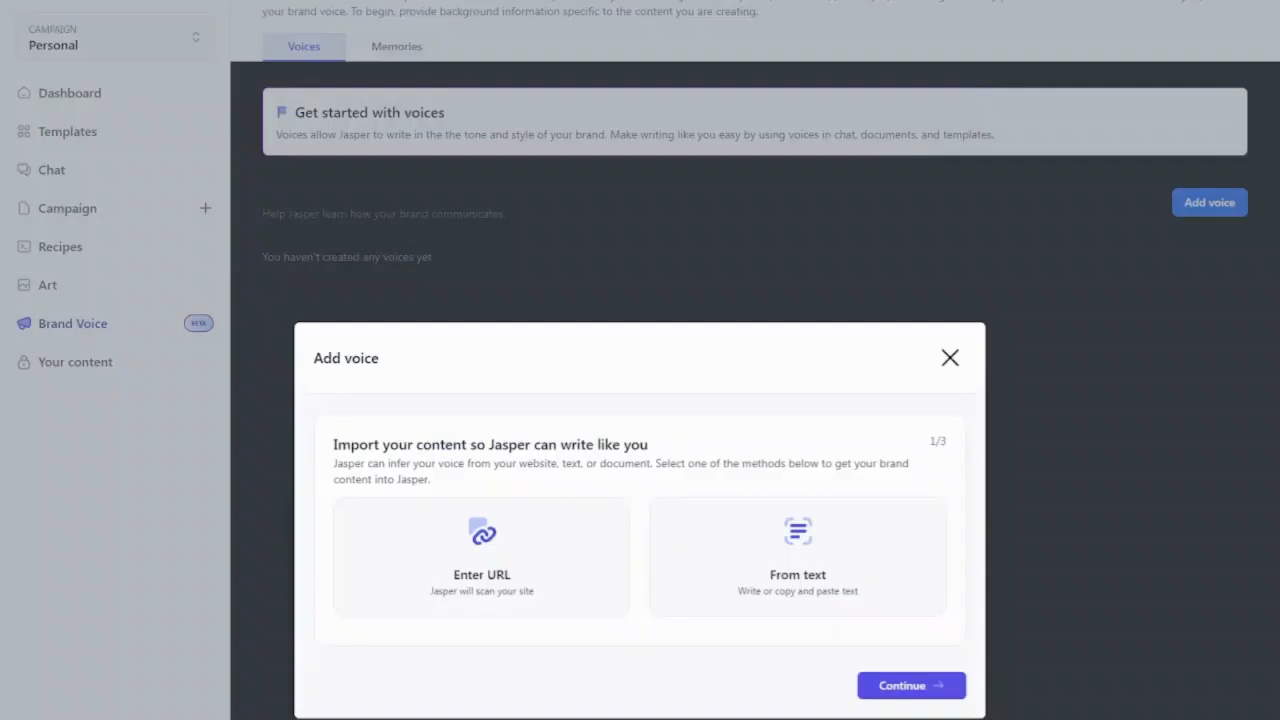 your brand voice. To begin, provide background information specific to the content you are creating.
CAMPAIGN
Personal
Voices
Memories
Dashboard
Templates
Chat
Campaign
Recipes
Art
Brand Voice
BETA
Your content
Get started with voices
Voices allow Jasper to write in the the tone and style of your brand. Make writing like you easy by using voices in chat, documents, and templates.
Add voice
Help Jasper learn how your brand communicates.
You haven't created any voices yet
Add voice
Import your content so Jasper can write like you
1/3
Jasper can infer your voice from your website, text, or document. Select one of the methods below to get your brand
content into Jasper.
Enter URL
Jasper will scan your site
From text
Write or copy and paste text
Continue →